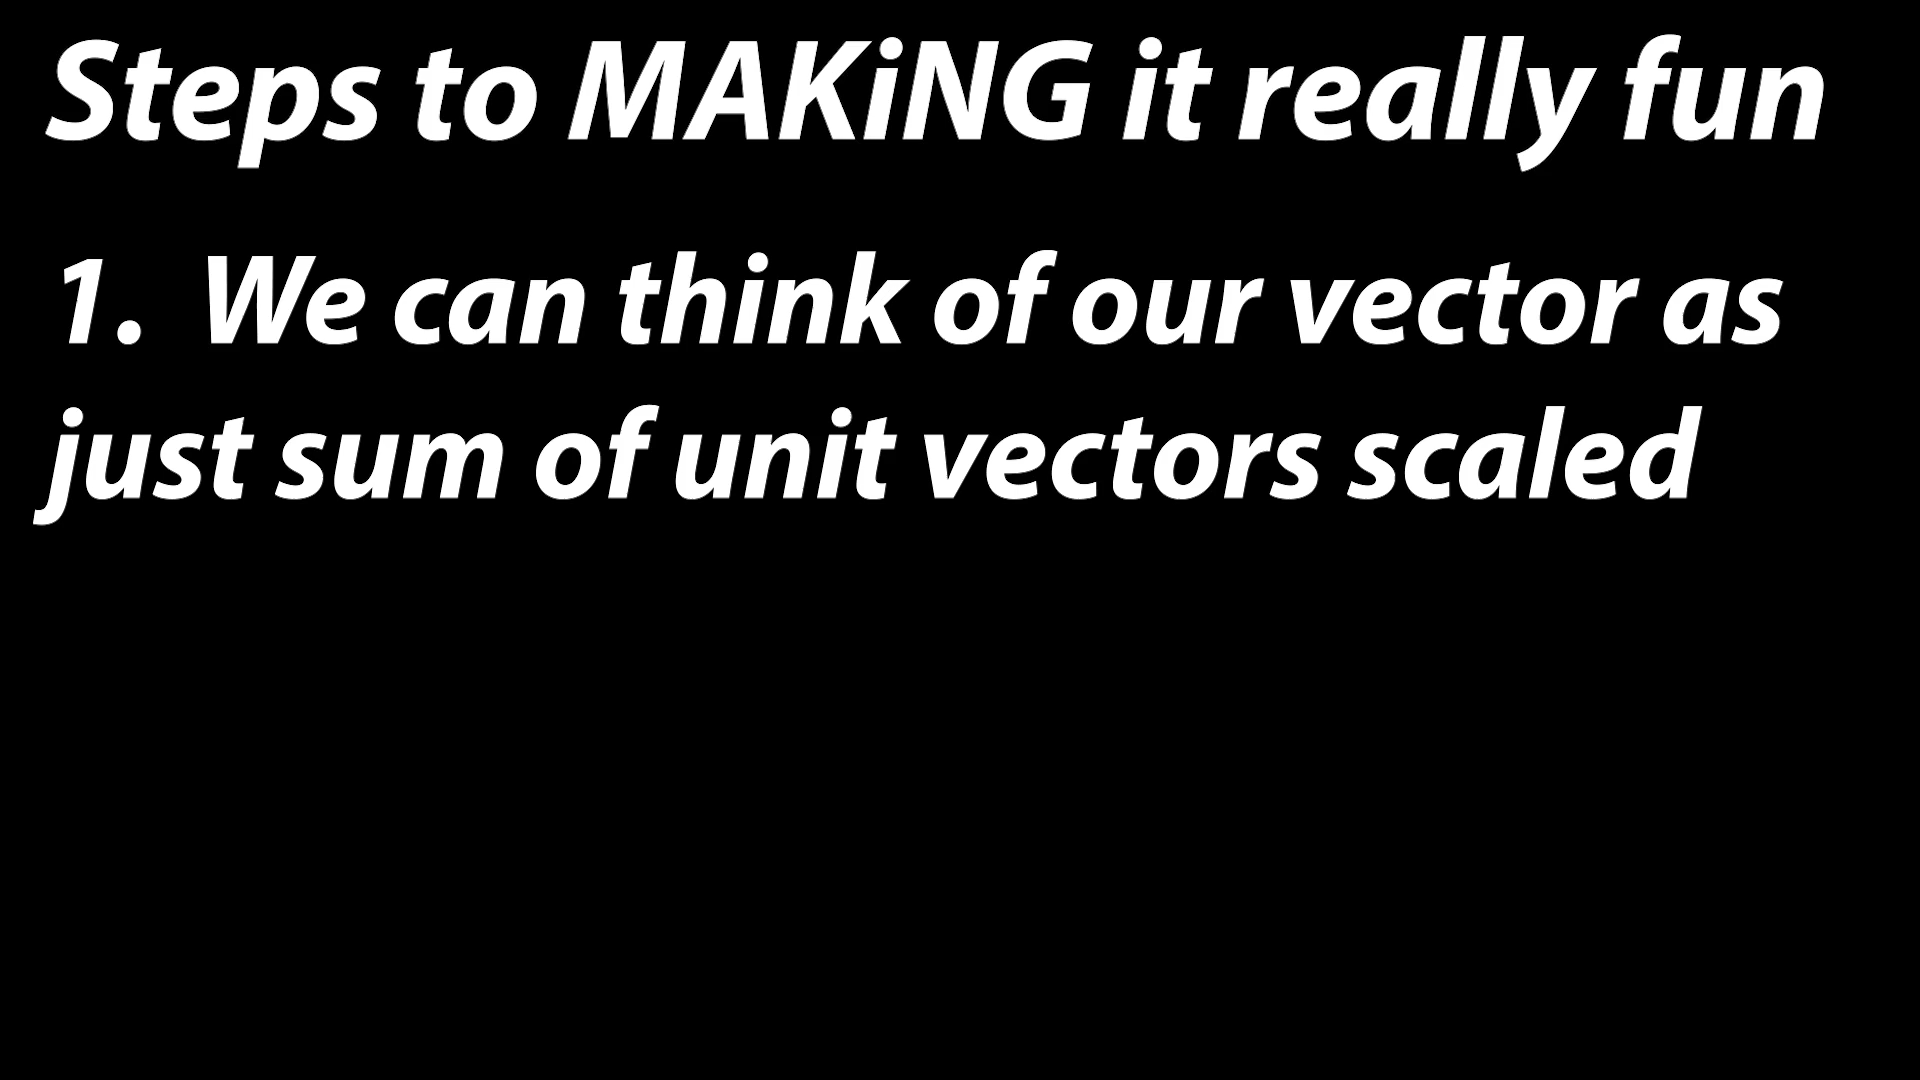 Steps to MAKiNG it really fun
1. We can think of our vector as
just sum of unit vectors scaled